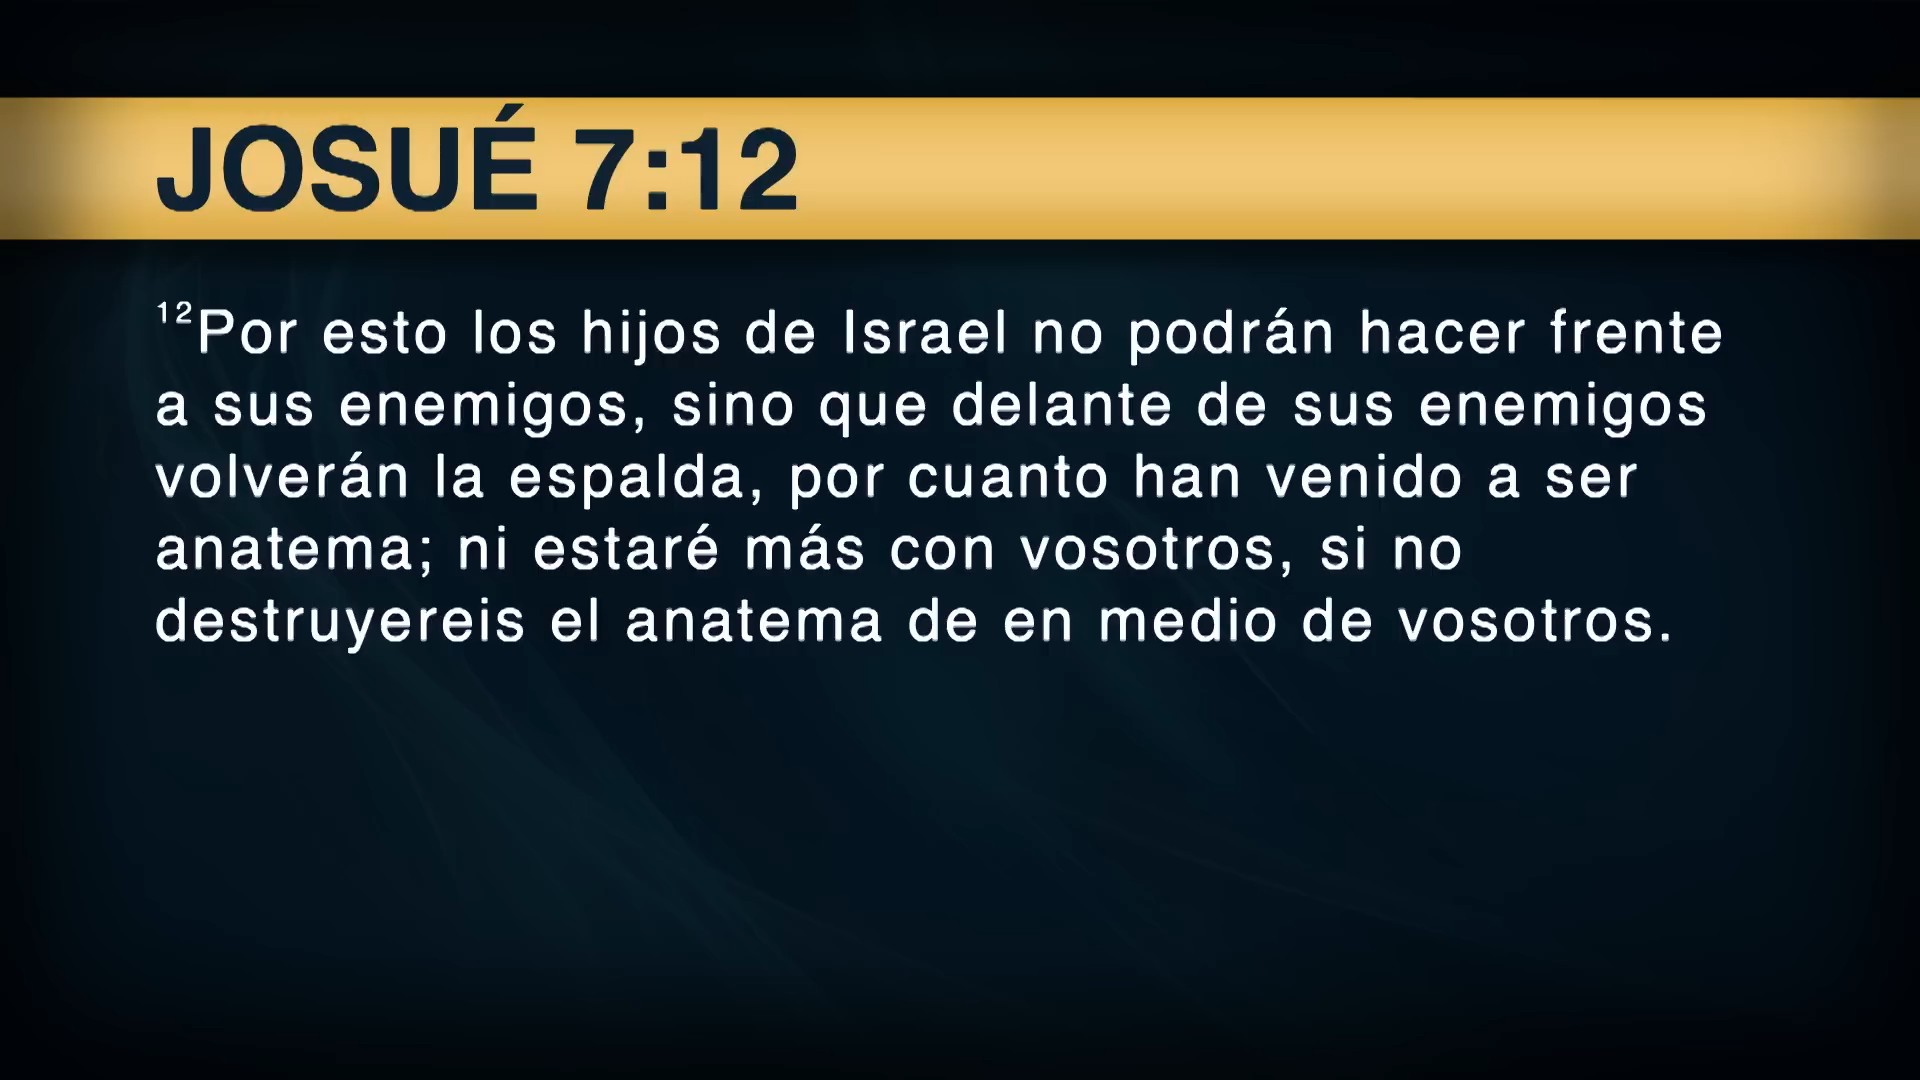 JOSUÉ 7:12
¹²Por esto los hijos de Israel no podrán hacer frente
a sus enemigos, sino que delante de sus enemigos
volverán la espalda, por cuanto han venido a ser
anatema; ni estaré más con vosotros, si no
destruyereis el anatema de en medio de vosotros.